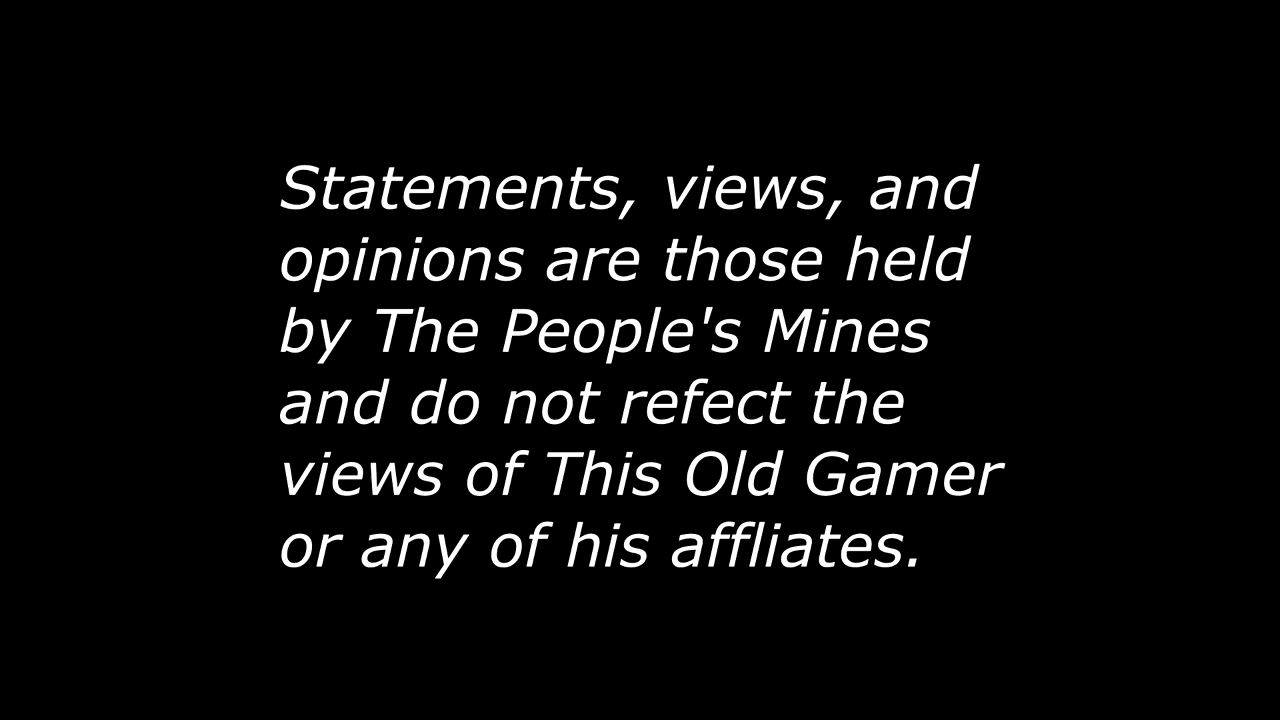 Statements, views, and
opinions are those held
by The People's Mines
and do not refect the
views of This Old Gamer
or any of his affliates.